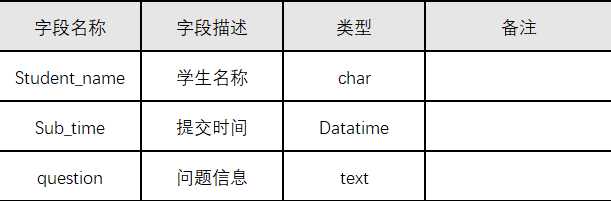 字段名称 字段描述 类型 备注
Student_name 学生名称 char
Sub_time 提交时间 Datatime
question 问题信息 text